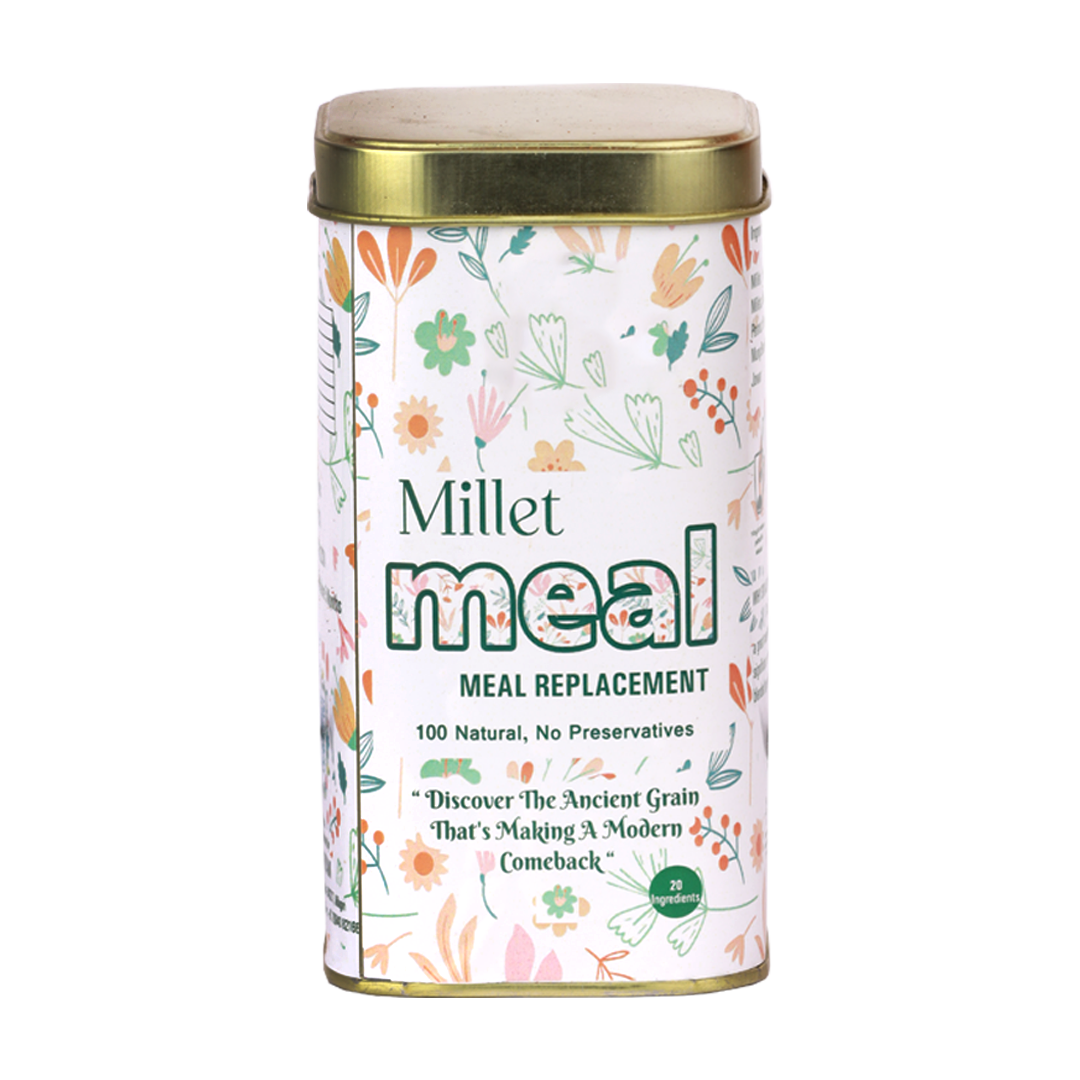 Millet
meal
MEAL REPLACEMENT
100 Natural, No Preservatives
“ Discover The Ancient Grain
That's Making A Modern
Comeback “
20
Ingredients